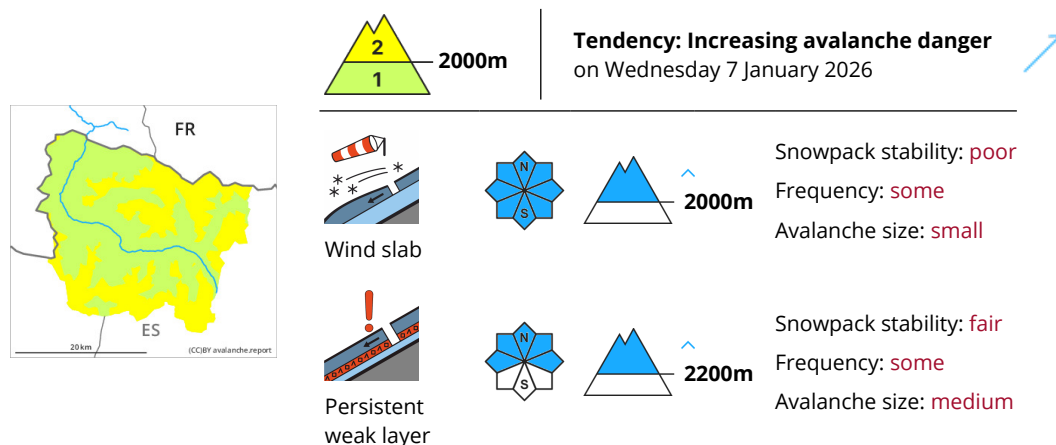 2
1
2000m
Tendency: Increasing avalanche danger
on Wednesday 7 January 2026
FR
ES
20 km
(CC)BY avalanche.report
Wind slab
N
S
2000m
Snowpack stability: poor
Frequency: some
Avalanche size: small
Persistent
weak layer
N
S
2200m
Snowpack stability: fair
Frequency: some
Avalanche size: medium